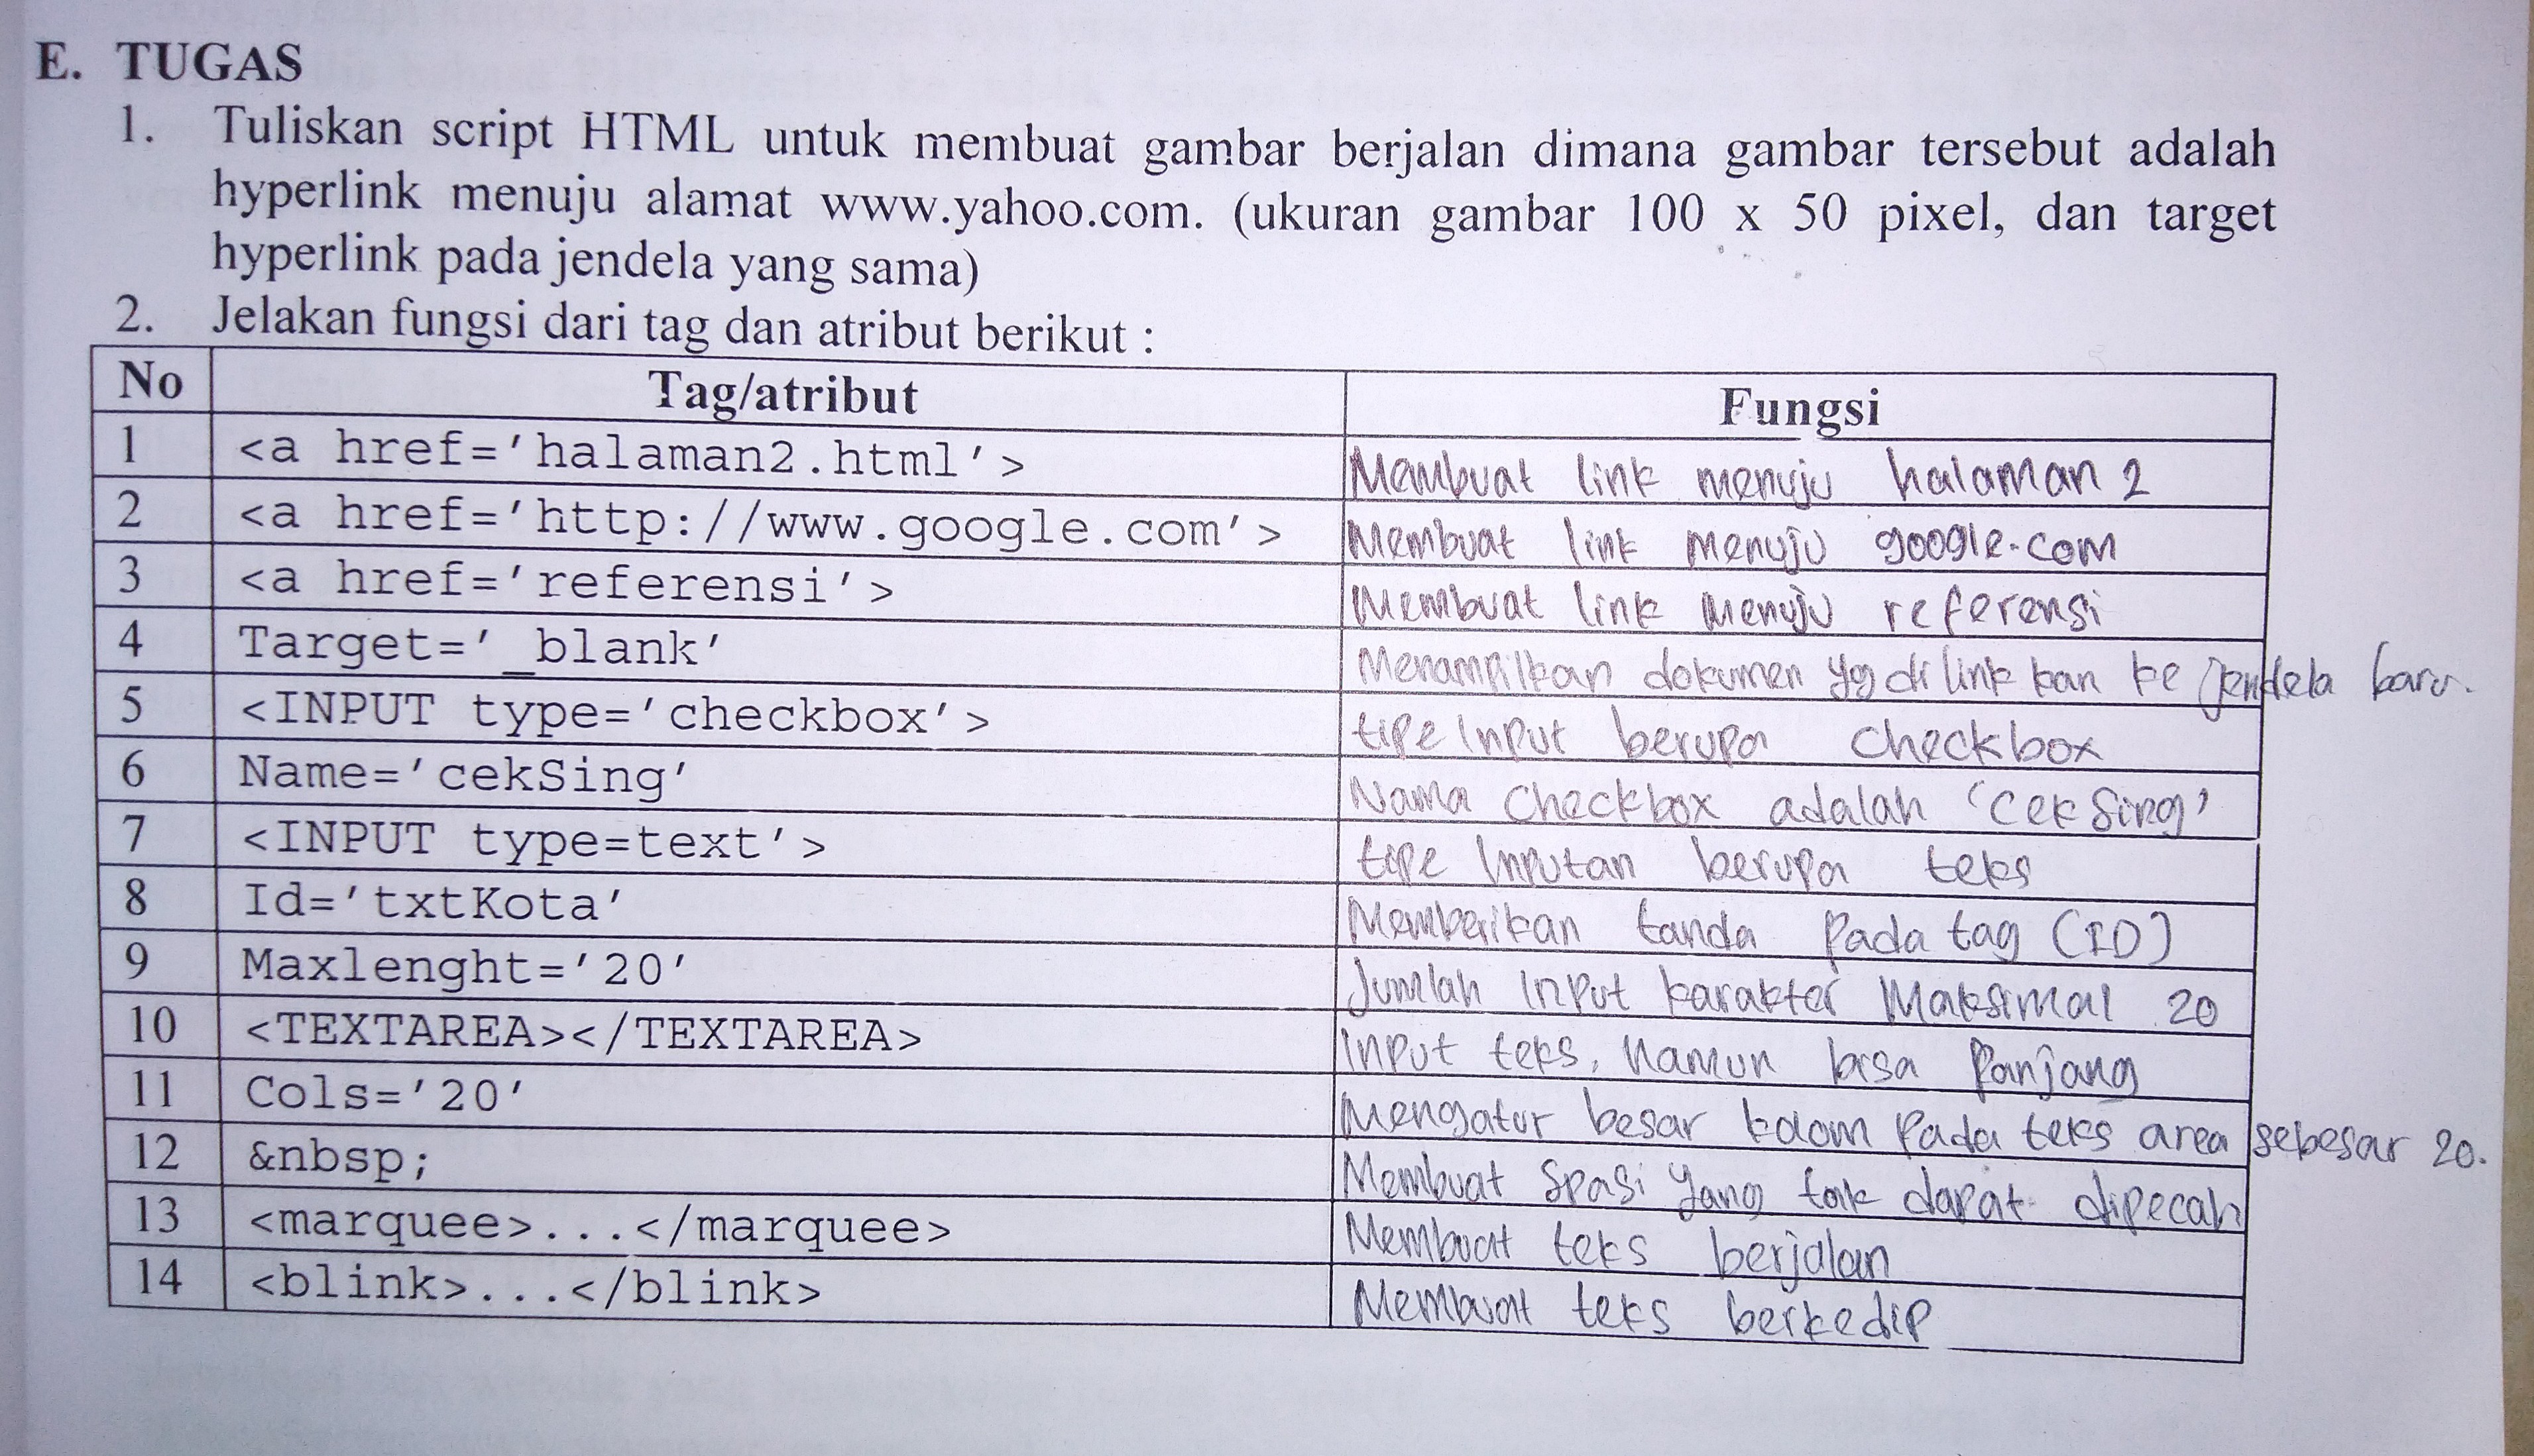 E. TUGAS
1. Tuliskan script HTML untuk membuat gambar berjalan dimana gambar tersebut adalah
hyperlink menuju alamat www.yahoo.com. (ukuran gambar 100 x 50 pixel, dan target
hyperlink pada jendela yang sama)
2. Jelakan fungsi dari tag dan atribut berikut :
No Tag/atribut Fungsi
1 <a href='halaman2.html'> Membuat link menuju halaman 2
2 <a href='http://www.google.com'> Membuat link menuju google.com
3 <a href='referensi'> Membuat link menuju referensi
4 Target='_blank' Menampilkan dokumen yg di link kan ke jendela baru.
5 <INPUT type='checkbox'> tipe input berupa checkbox
6 Name='cekSing' Nama checkbox adalah 'cekSing'
7 <INPUT type=text'> tipe inputan berupa teks
8 Id='txtKota' Memberikan tanda pada tag (ID)
9 Maxlenght='20' Jumlah input karakter maksimal 20
10 <TEXTAREA></TEXTAREA> Input teks, namun bisa panjang
11 Cols='20' Mengatur besar kolom pada teks area sebesar 20.
12 &nbsp; Membuat spasi yang tak dapat dipecah
13 <marquee>...</marquee> Membuat teks berjalan
14 <blink>...</blink> Membuat teks berkedip